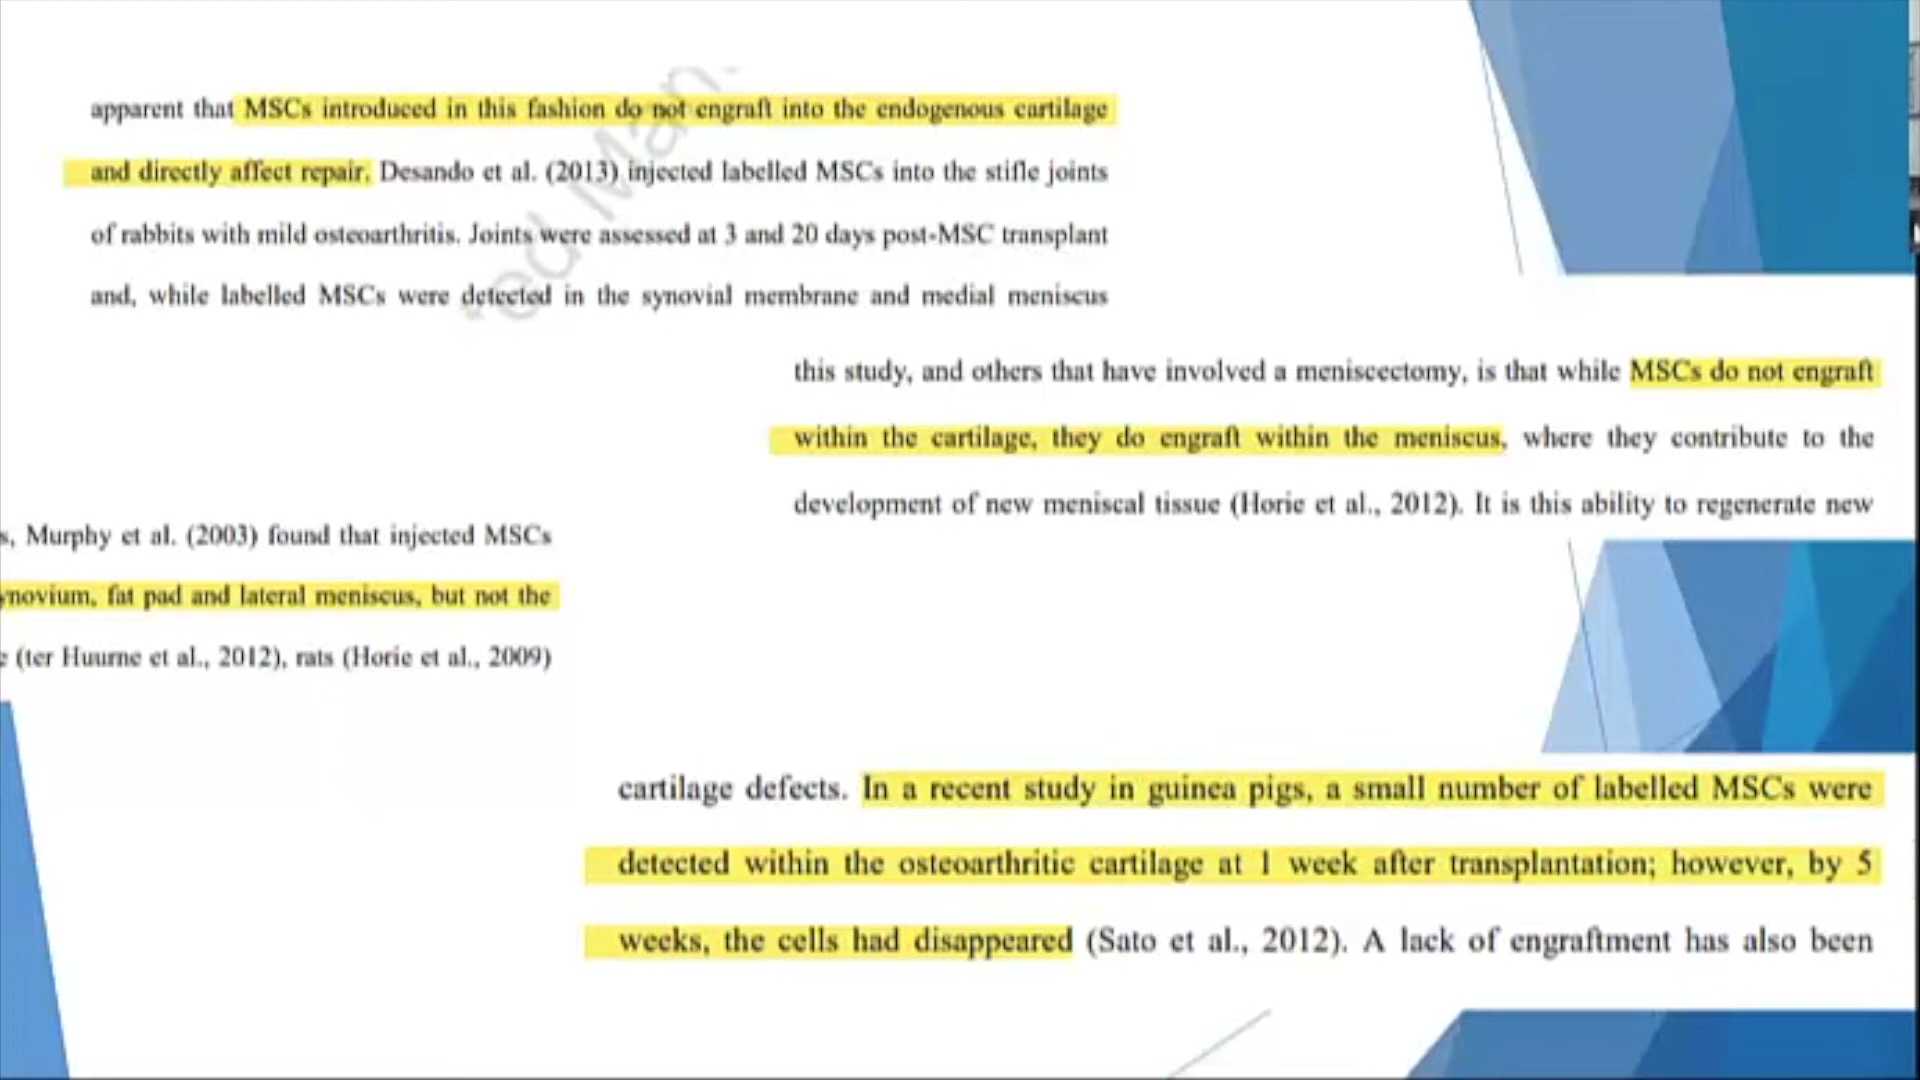 apparent that MSCs introduced in this fashion do not engraft into the endogenous cartilage
and directly affect repair. Desando et al. (2013) injected labelled MSCs into the stifle joints
of rabbits with mild osteoarthritis. Joints were assessed at 3 and 20 days post-MSC transplant
and, while labelled MSCs were detected in the synovial membrane and medial meniscus
this study, and others that have involved a meniscectomy, is that while MSCs do not engraft
within the cartilage, they do engraft within the meniscus, where they contribute to the
development of new meniscal tissue (Horie et al., 2012). It is this ability to regenerate new
s, Murphy et al. (2003) found that injected MSCs
ynovium, fat pad and lateral meniscus, but not the
(ter Huurne et al., 2012), rats (Horie et al., 2009)
cartilage defects. In a recent study in guinea pigs, a small number of labelled MSCs were
detected within the osteoarthritic cartilage at 1 week after transplantation; however, by 5
weeks, the cells had disappeared (Sato et al., 2012). A lack of engraftment has also been